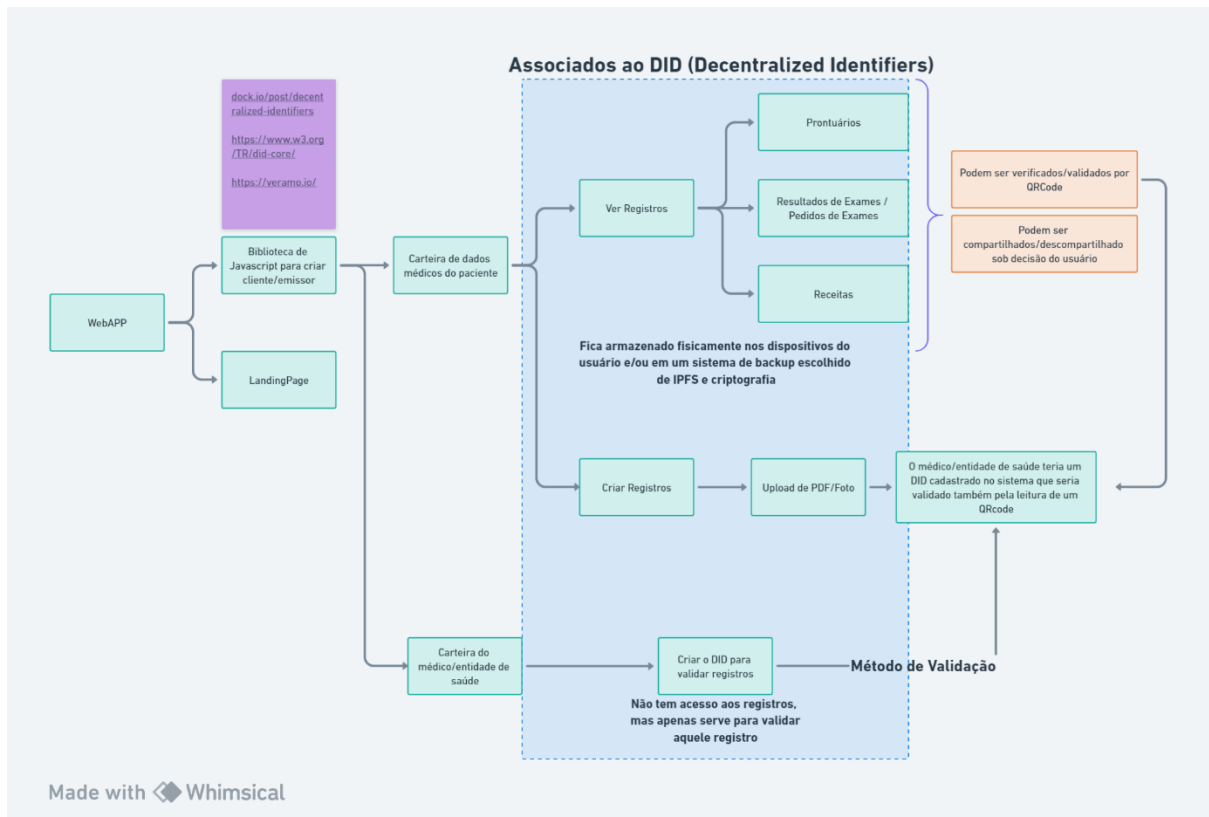 Associados ao DID (Decentralized Identifiers)
dock.io/post/decent
ralized-identifiers
https://www.w3.org
/TR/did-core/
https://veramo.io/
Prontuários
Podem ser verificados/validados por
QRCode
Ver Registros
Resultados de Exames /
Pedidos de Exames
Podem ser
compartilhados/descompartilhado
sob decisão do usuário
Biblioteca de
Javascript para criar
cliente/emissor
Carteira de dados
médicos do paciente
Receitas
WebAPP
LandingPage
Fica armazenado fisicamente nos dispositivos do
usuário e/ou em um sistema de backup escolhido
de IPFS e criptografia
Criar Registros
Upload de PDF/Foto
O médico/entidade de saúde teria um
DID cadastrado no sistema que seria
validado também pela leitura de um
QRcode
Carteira do
médico/entidade de
saúde
Criar o DID para
validar registros
Método de Validação
Não tem acesso aos registros,
mas apenas serve para validar
aquele registro
Made with Whimsical